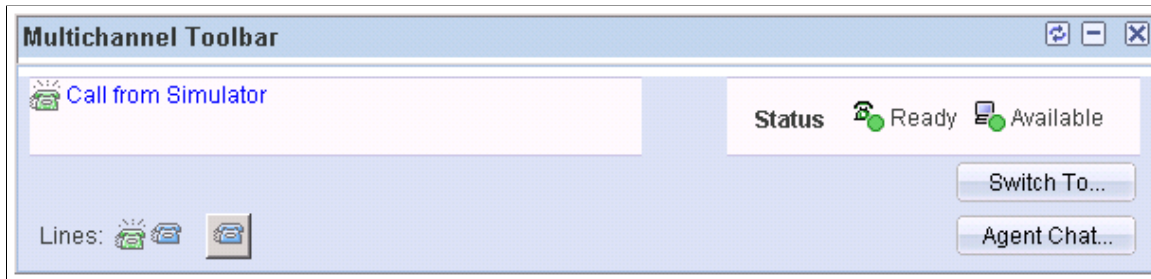 Multichannel Toolbar
Call from Simulator
Status Ready Available
Switch To...
Lines:
Agent Chat...